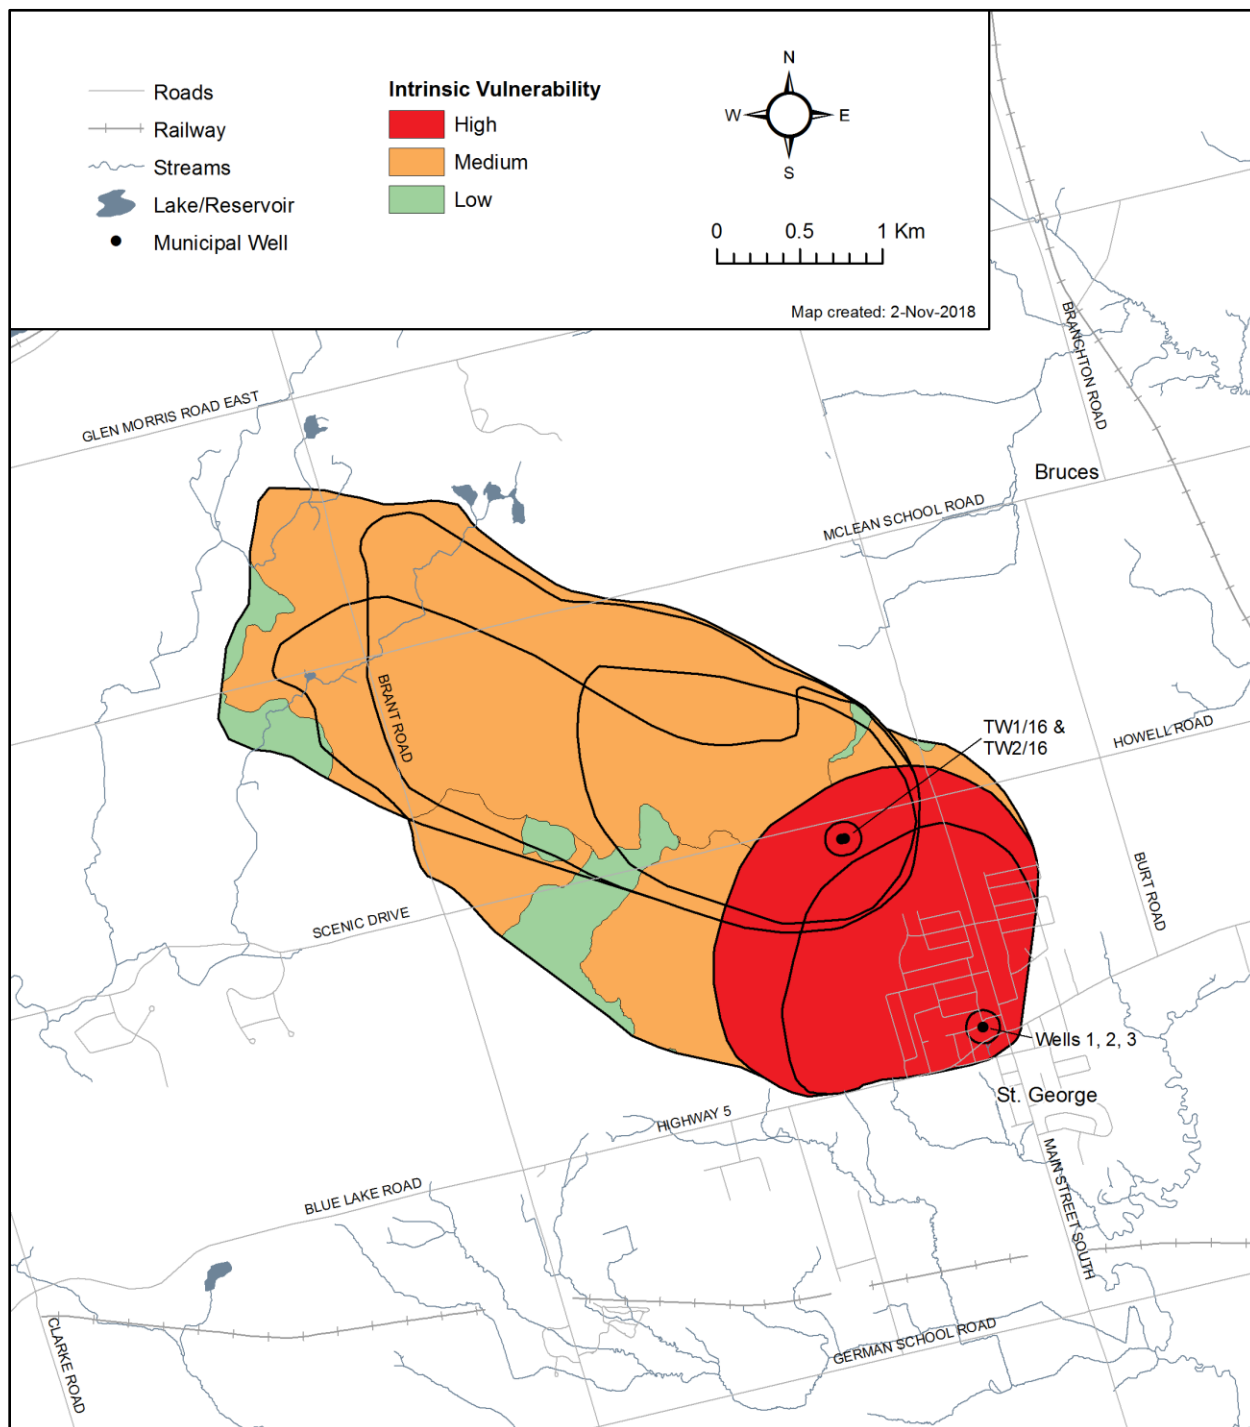 Roads
Railway
Streams
Lake/Reservoir
Municipal Well
Intrinsic Vulnerability
High
Medium
Low
N
W
E
S
0 0.5 1 Km
Map created: 2-Nov-2018
BRANCHTON ROAD
GLEN MORRIS ROAD EAST
Bruces
MCLEAN SCHOOL ROAD
BRANT ROAD
TW1/16 &
TW2/16
HOWELL ROAD
BURT ROAD
SCENIC DRIVE
Wells 1, 2, 3
St. George
HIGHWAY 5
MAIN STREET SOUTH
BLUE LAKE ROAD
GERMAN SCHOOL ROAD
CLARKE ROAD